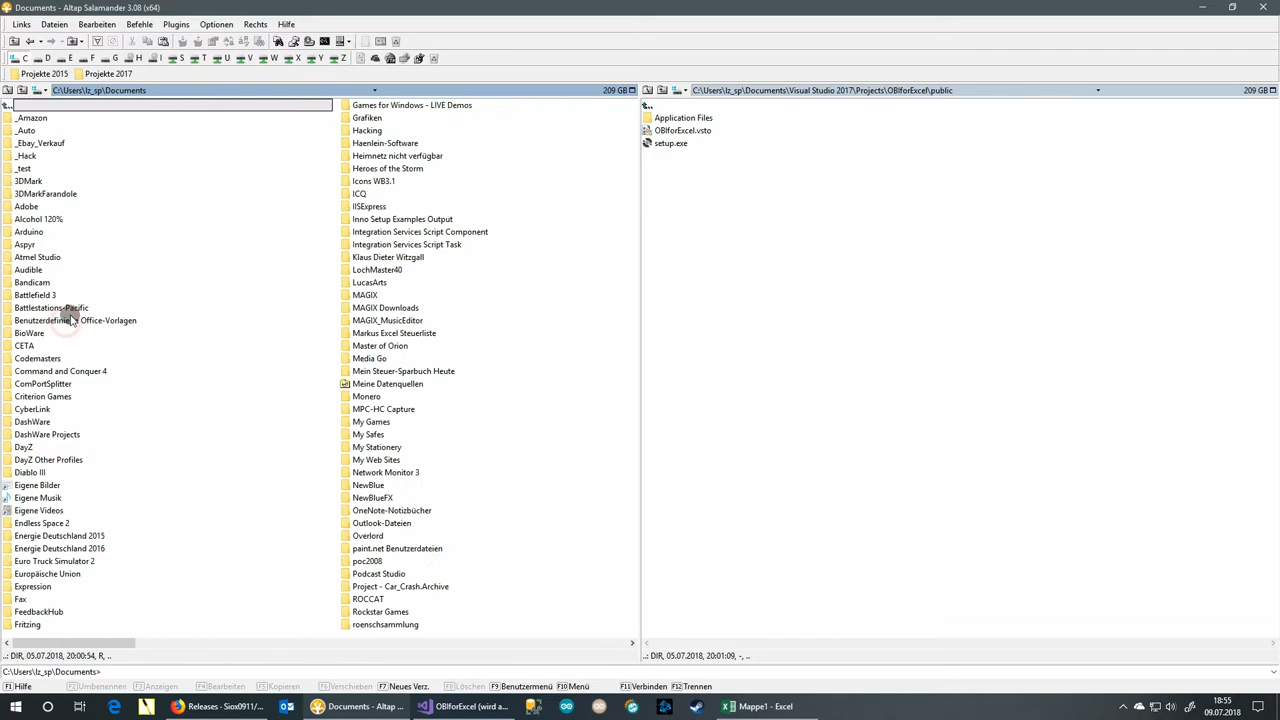 Documents - Altap Salamander 3.08 (x64)
Links Dateien Bearbeiten Befehle Plugins Optionen Rechts Hilfe
C D E F G H I S T U V W X Y Z
Projekte 2015 Projekte 2017
C:\Users\lz_sp\Documents 209 GB
_Amazon
_Auto
_Ebay_Verkauf
_Hack
_test
3DMark
3DMarkFarandole
Adobe
Alcohol 120%
Arduino
Aspyr
Atmel Studio
Audible
Bandicam
Battlefield 3
Battlestations-Pacific
Office-Vorlagen
BioWare
CETA
Codemasters
Command and Conquer 4
ComPortSplitter
Criterion Games
CyberLink
DashWare
DashWare Projects
DayZ
DayZ Other Profiles
Diablo III
Eigene Bilder
Eigene Musik
Eigene Videos
Endless Space 2
Energie Deutschland 2015
Energie Deutschland 2016
Euro Truck Simulator 2
Europäische Union
Expression
Fax
FeedbackHub
Fritzing
Games for Windows - LIVE Demos
Grafiken
Hacking
Haenlein-Software
Heimnetz nicht verfügbar
Heroes of the Storm
Icons WB3.1
ICQ
IISExpress
Inno Setup Examples Output
Integration Services Script Component
Integration Services Script Task
Klaus Dieter Witzgall
LochMaster40
LucasArts
MAGIX
MAGIX Downloads
MAGIX_MusicEditor
Markus Excel Steuerliste
Master of Orion
Media Go
Mein Steuer-Sparbuch Heute
Meine Datenquellen
Monero
MPC-HC Capture
My Games
My Safes
My Stationery
My Web Sites
Network Monitor 3
NewBlue
NewBlueFX
OneNote-Notizbücher
Outlook-Dateien
Overlord
paint.net Benutzerdateien
poc2008
Podcast Studio
Project - Car_Crash.Archive
ROCCAT
Rockstar Games
roenschsammlung
..: DIR, 05.07.2018, 20:00:54, R, ..
C:\Users\lz_sp\Documents\Visual Studio 2017\Projects\OBIforExcel\public 209 GB
..
Application Files
OBIforExcel.vsto
setup.exe
..: DIR, 05.07.2018, 20:01:09, -, ..
C:\Users\lz_sp\Documents>
F1 Hilfe F2 Umbenennen F3 Anzeigen F4 Bearbeiten F5 Kopieren F6 Verschieben F7 Neues Verz. F8 Löschen F9 Benutzermenü F10 Menü F11 Verbinden F12 Trennen
Releases - Siox0911/... Documents - Altap ... OBIforExcel (wird a... Mappe1 - Excel
18:55
09.07.2018